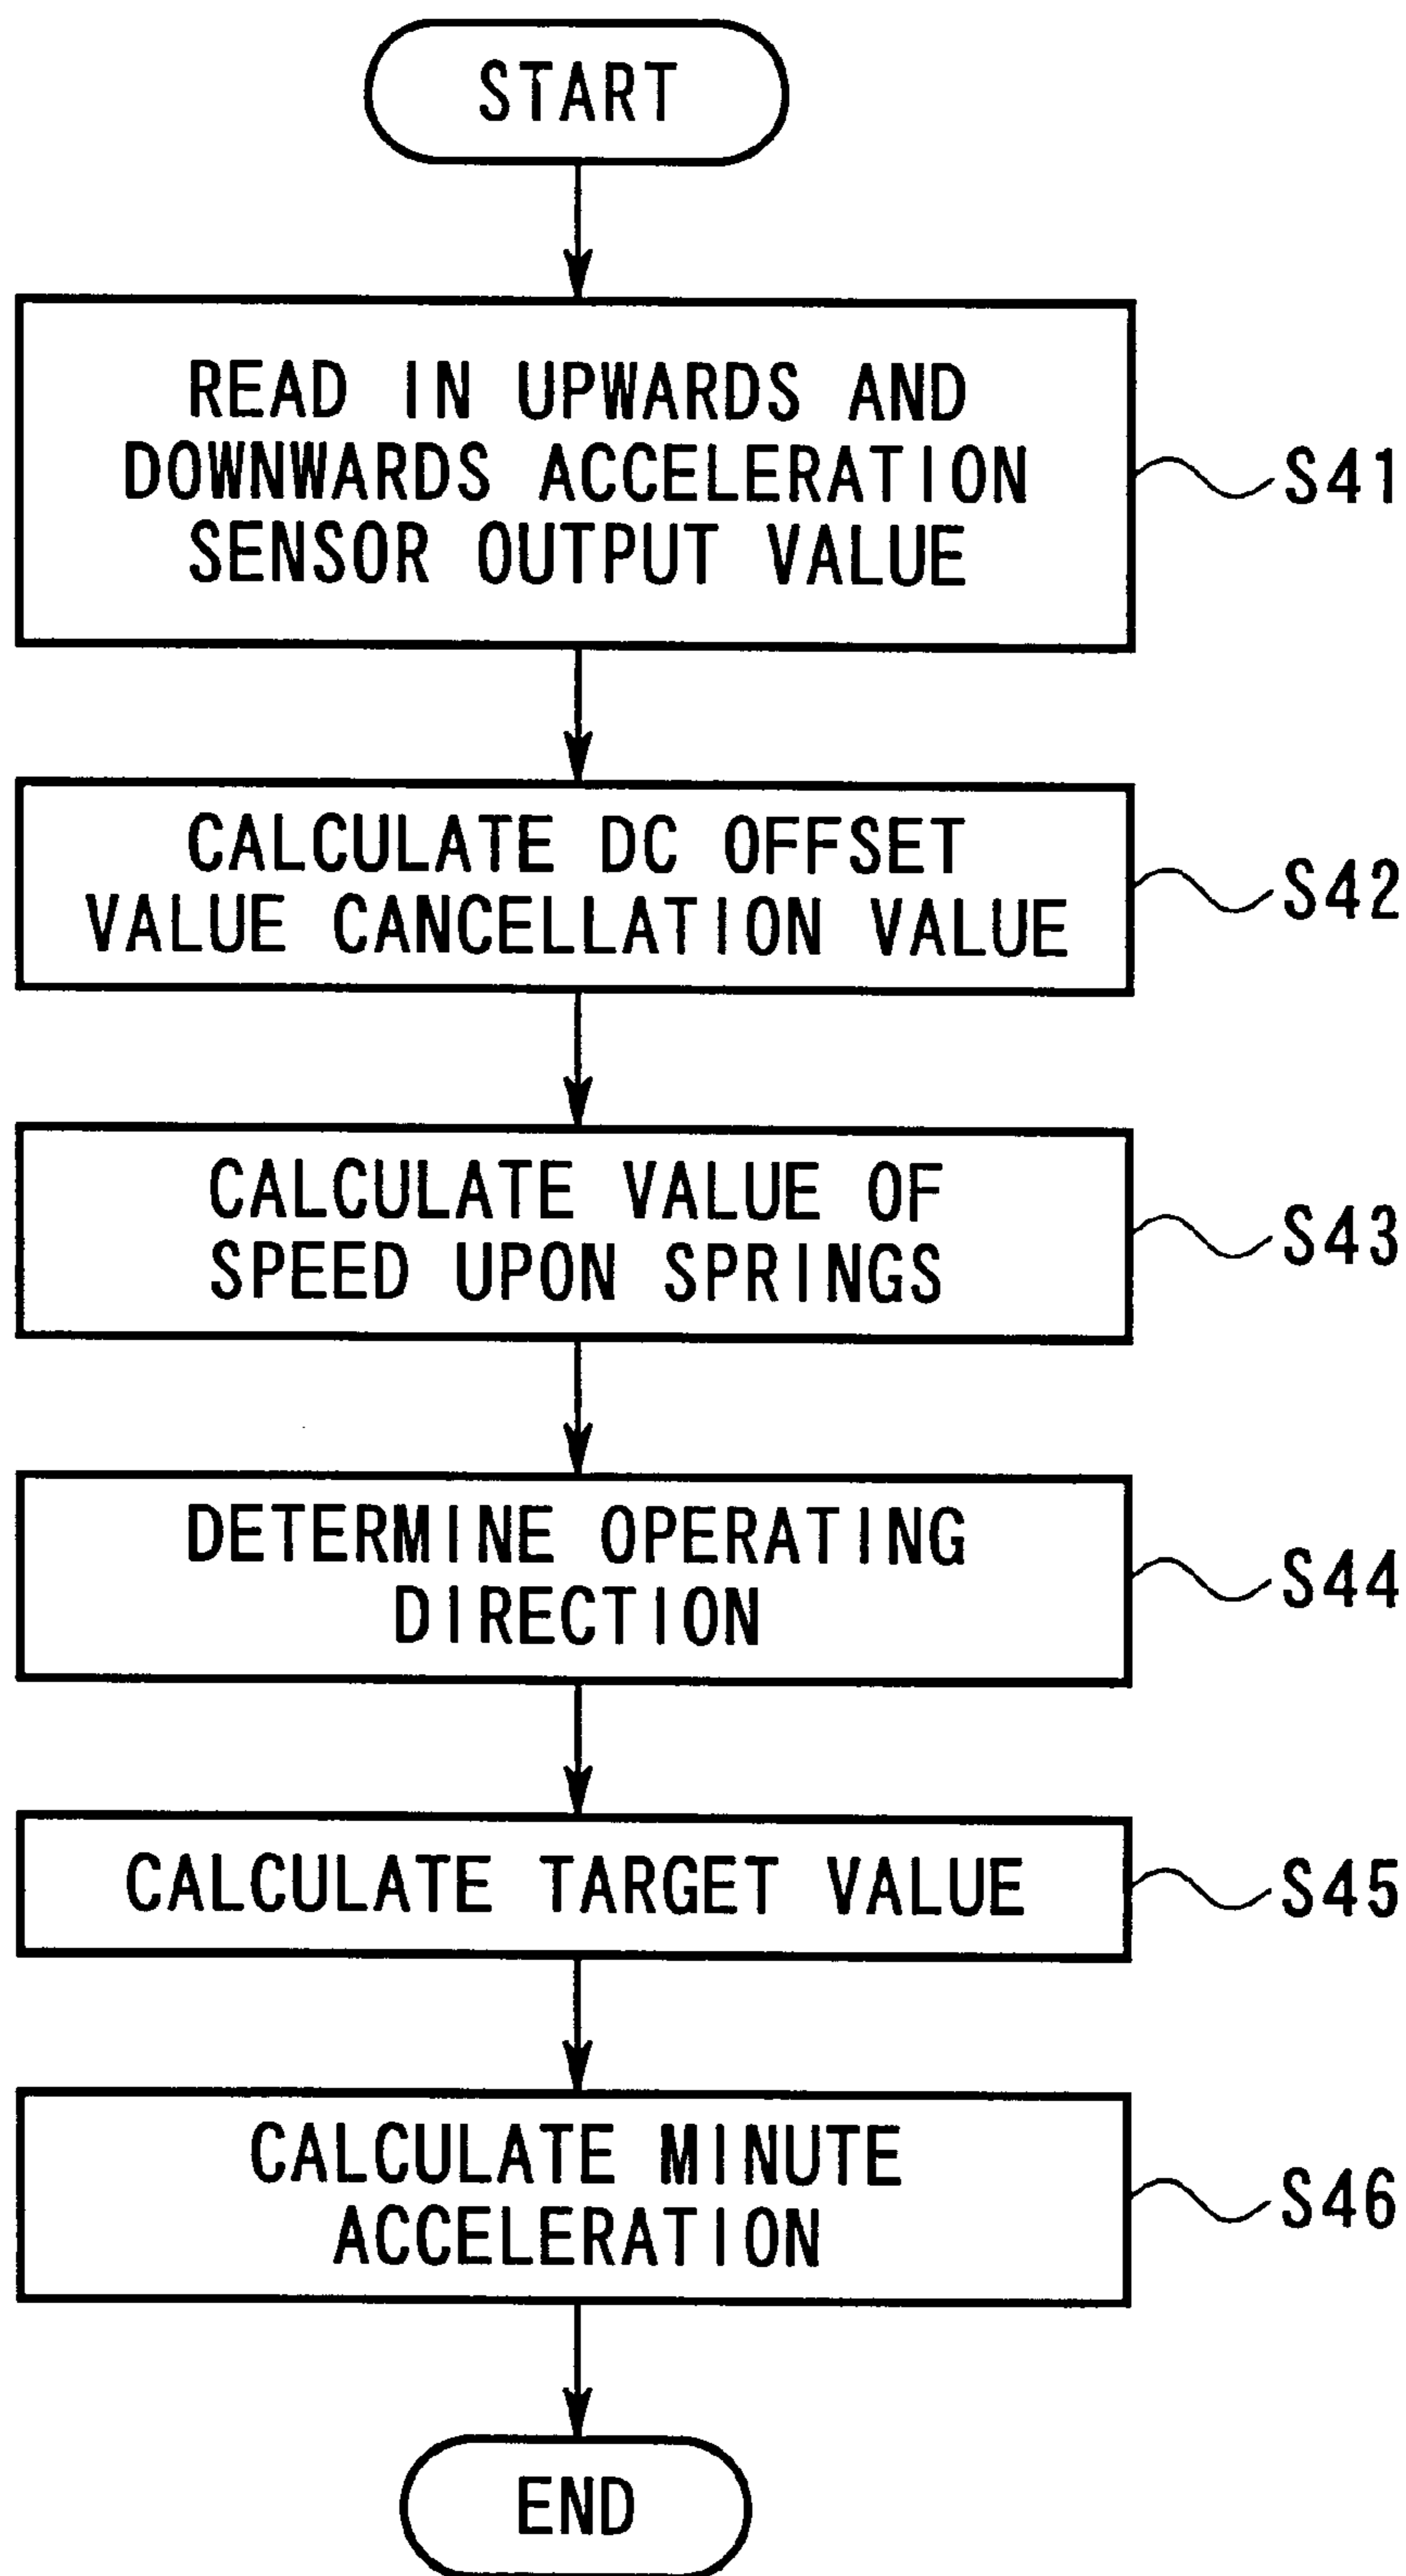 START
READ IN UPWARDS AND
DOWNWARDS ACCELERATION
SENSOR OUTPUT VALUE
S41
CALCULATE DC OFFSET
VALUE CANCELLATION VALUE
S42
CALCULATE VALUE OF
SPEED UPON SPRINGS
S43
DETERMINE OPERATING
DIRECTION
S44
CALCULATE TARGET VALUE
S45
CALCULATE MINUTE
ACCELERATION
S46
END